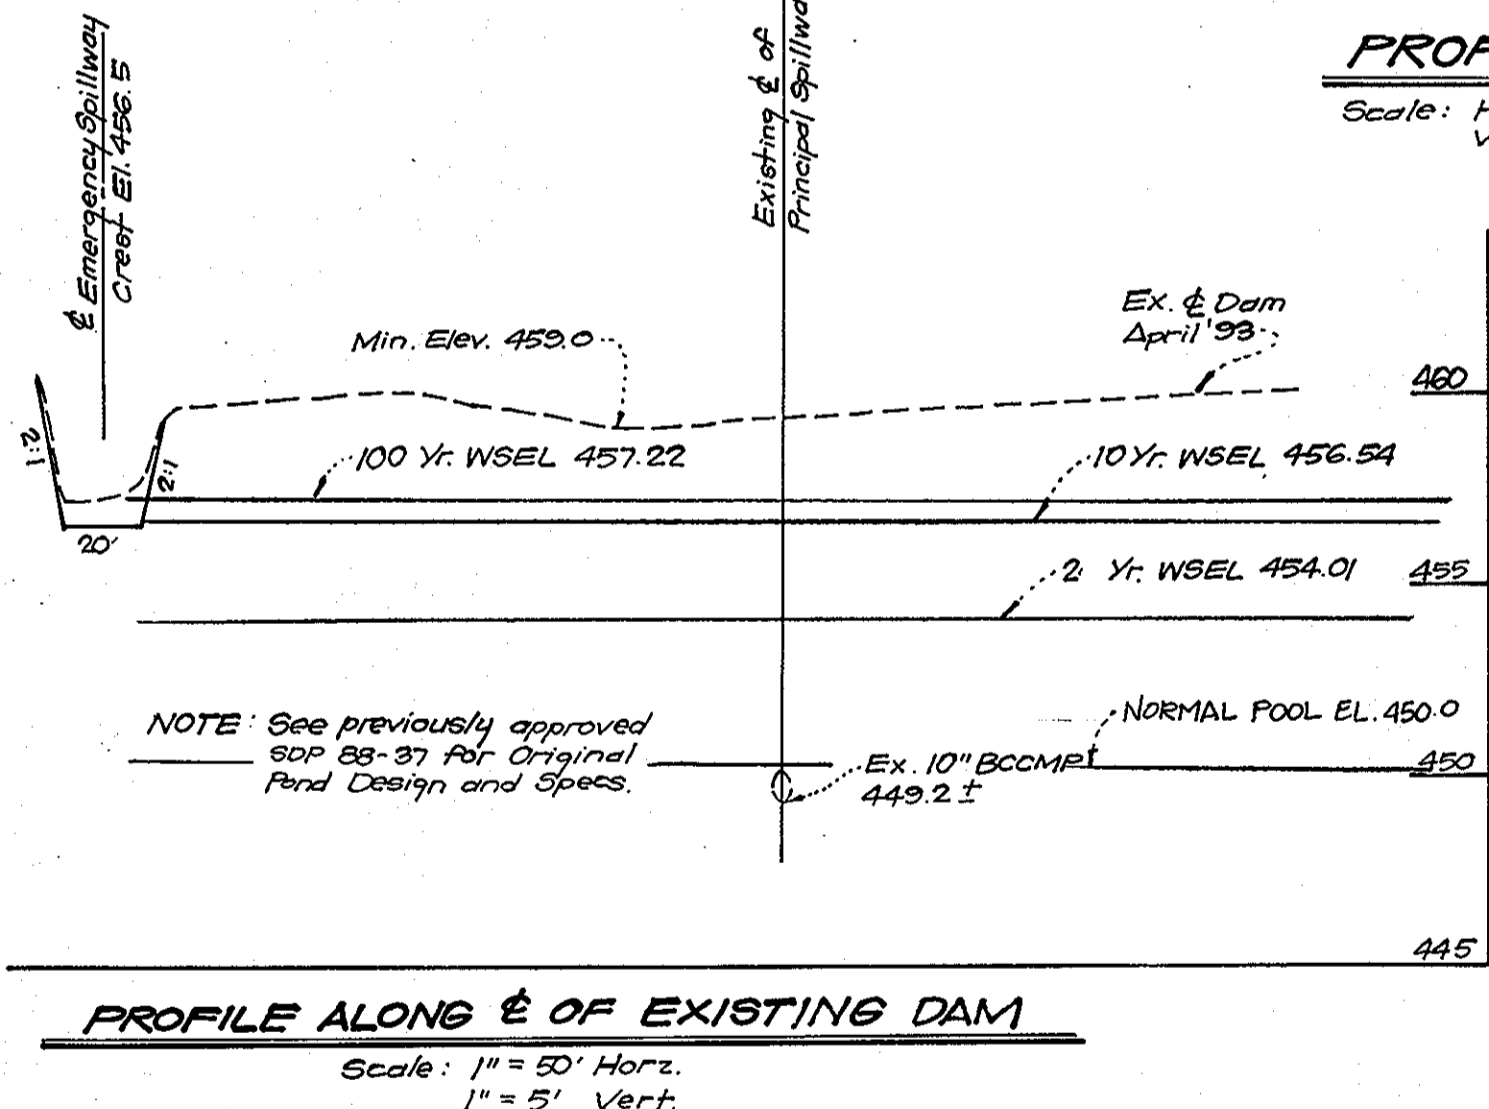 ℄ Emergency Spillway
Crest El. 456.5
Existing ℄ of
Principal Spillwa
PROF
Scale: H
V
Min. Elev. 459.0
Ex. ℄ Dam
April '93
460
2:1
2:1
100 Yr. WSEL 457.22
10 Yr. WSEL 456.54
20'
2 Yr. WSEL 454.01
455
NOTE: See previously approved
SDP 88-37 for Original
Pond Design and Specs.
NORMAL POOL EL. 450.0
Ex. 10" BCCMP
449.2 ±
450
445
PROFILE ALONG ℄ OF EXISTING DAM
Scale: 1" = 50' Horz.
1" = 5' Vert.